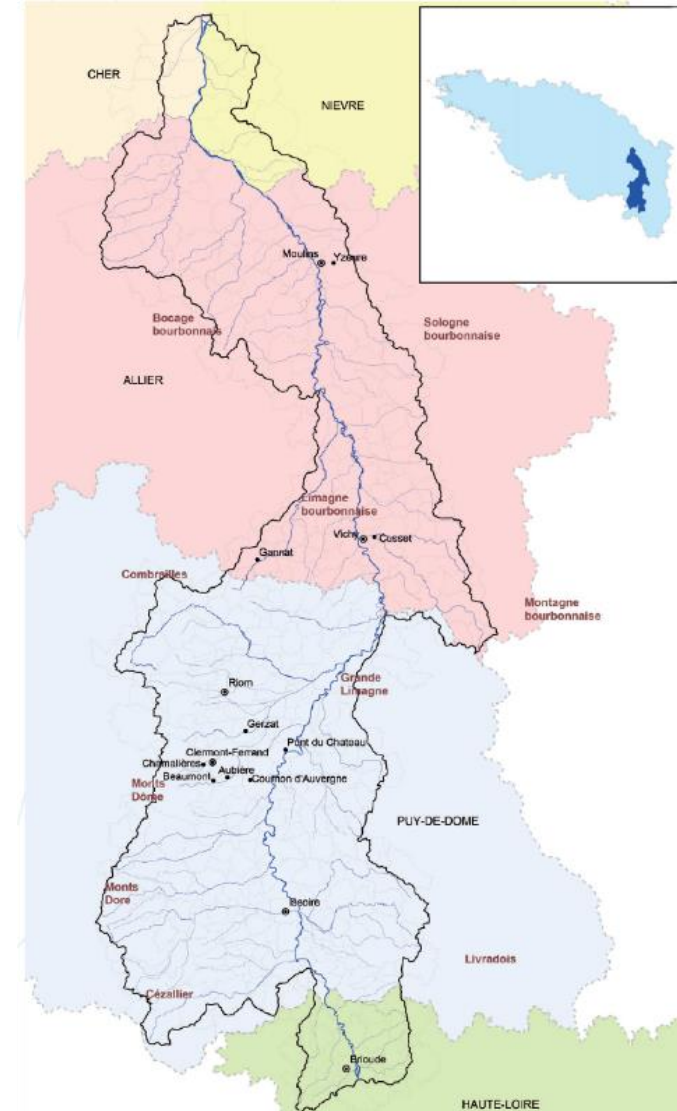 CHER
NIEVRE
Moulins
Yzeure
Bocage
bourbonnais
Sologne
bourbonnaise
ALLIER
Limagne
bourbonnaise
Vichy
Cusset
Gannat
Combrailles
Montagne
bourbonnaise
Grande
Limagne
Riom
Gerzat
Pont du Chateau
Clermont-Ferrand
Chamalières
Aubière
Beaumont
Cournon d'Auvergne
Monts
Dôme
PUY-DE-DOME
Monts
Dore
Livradois
Cézallier
Brioude
HAUTE-LOIRE